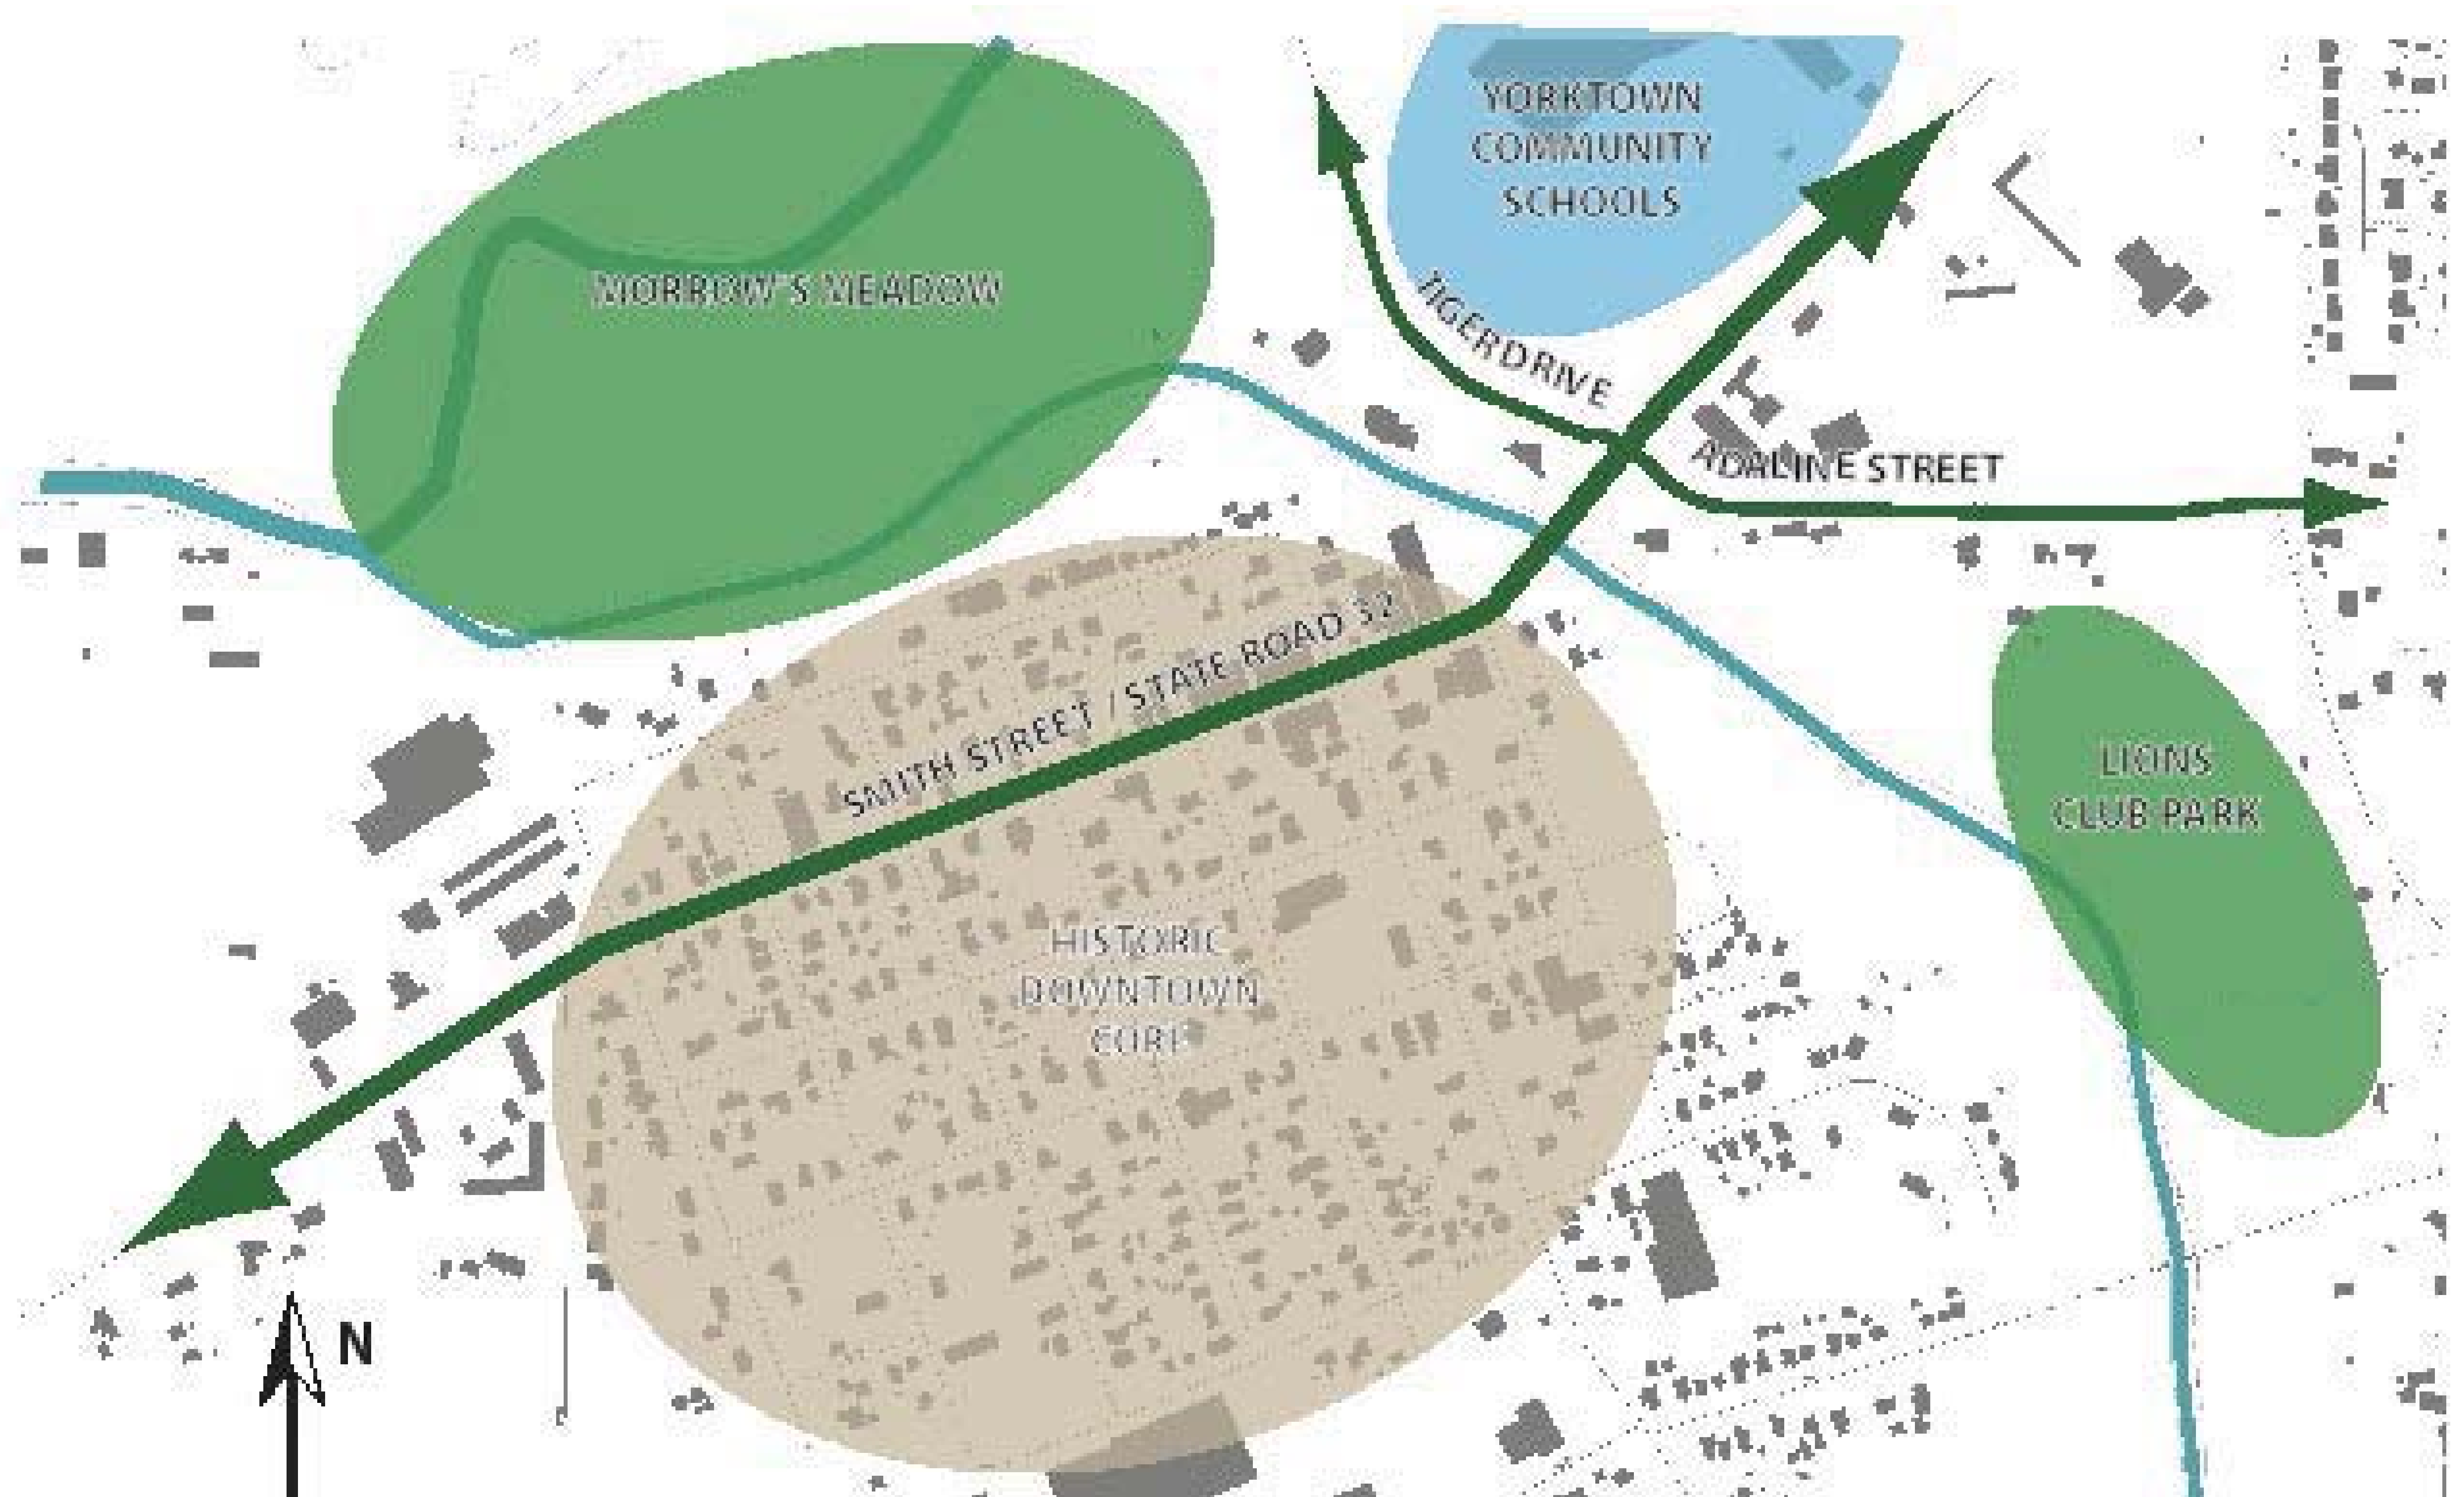 YORKTOWN
COMMUNITY
SCHOOLS
MORROW'S MEADOW
TIGER DRIVE
ADALINE STREET
SMITH STREET / STATE ROAD 32
LIONS
CLUB PARK
HISTORIC
DOWNTOWN
CORE
N